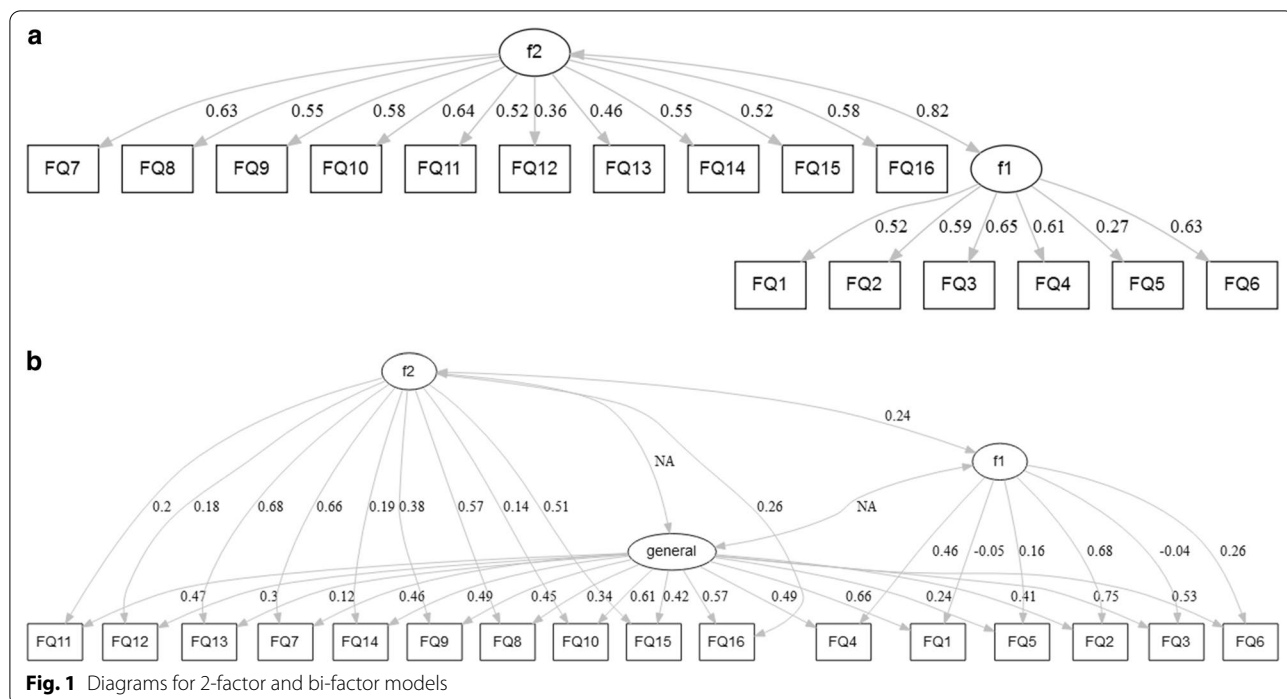 a
f2
0.63 0.55 0.58 0.64 0.52 0.36 0.46 0.55 0.52 0.58 0.82
FQ7 FQ8 FQ9 FQ10 FQ11 FQ12 FQ13 FQ14 FQ15 FQ16
f1
0.52 0.59 0.65 0.61 0.27 0.63
FQ1 FQ2 FQ3 FQ4 FQ5 FQ6
b
f2
0.24
f1
NA
NA
0.2 0.18 0.68 0.66 0.19 0.38 0.57 0.14 0.51 0.26
general
0.46 -0.05 0.16 0.68 -0.04 0.26
0.47 0.3 0.12 0.46 0.49 0.45 0.34 0.61 0.42 0.57 0.49 0.66 0.24 0.41 0.75 0.53
FQ11 FQ12 FQ13 FQ7 FQ14 FQ9 FQ8 FQ10 FQ15 FQ16 FQ4 FQ1 FQ5 FQ2 FQ3 FQ6
Fig. 1 Diagrams for 2-factor and bi-factor models